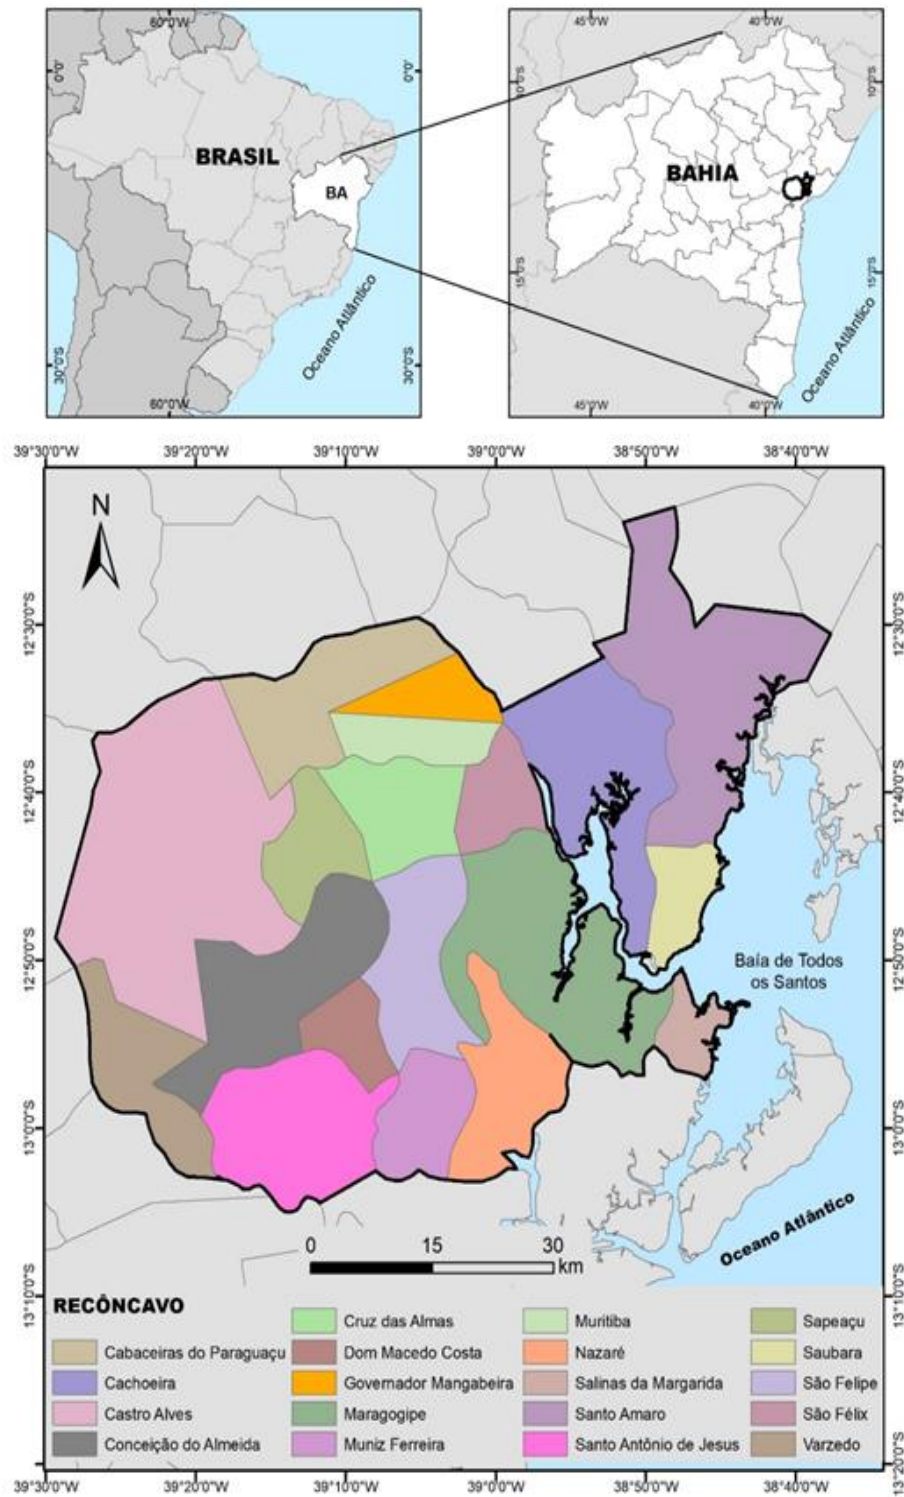 60°0'W
0°0'
0°0'
BRASIL
BA
Oceano Atlântico
30°0'S
30°0'S
60°0'W
45°0'W
40°0'W
10°0'S
10°0'S
BAHIA
15°0'S
15°0'S
Oceano Atlântico
45°0'W
40°0'W
39°30'0"W
39°20'0"W
39°10'0"W
39°0'0"W
38°50'0"W
38°40'0"W
N
12°30'0"S
12°30'0"S
12°40'0"S
12°40'0"S
12°50'0"S
12°50'0"S
Baía de Todos
os Santos
13°0'0"S
13°0'0"S
Oceano Atlântico
0
15
30
km
13°10'0"S
13°10'0"S
RECÔNCAVO
Cabaceiras do Paraguaçu
Cachoeira
Castro Alves
Conceição do Almeida
Cruz das Almas
Dom Macedo Costa
Governador Mangabeira
Maragogipe
Muniz Ferreira
Muritiba
Nazaré
Salinas da Margarida
Santo Amaro
Santo Antônio de Jesus
Sapeaçu
Saubara
São Felipe
São Félix
Varzedo
13°20'0"S
13°20'0"S
39°30'0"W
39°20'0"W
39°10'0"W
39°0'0"W
38°50'0"W
38°40'0"W